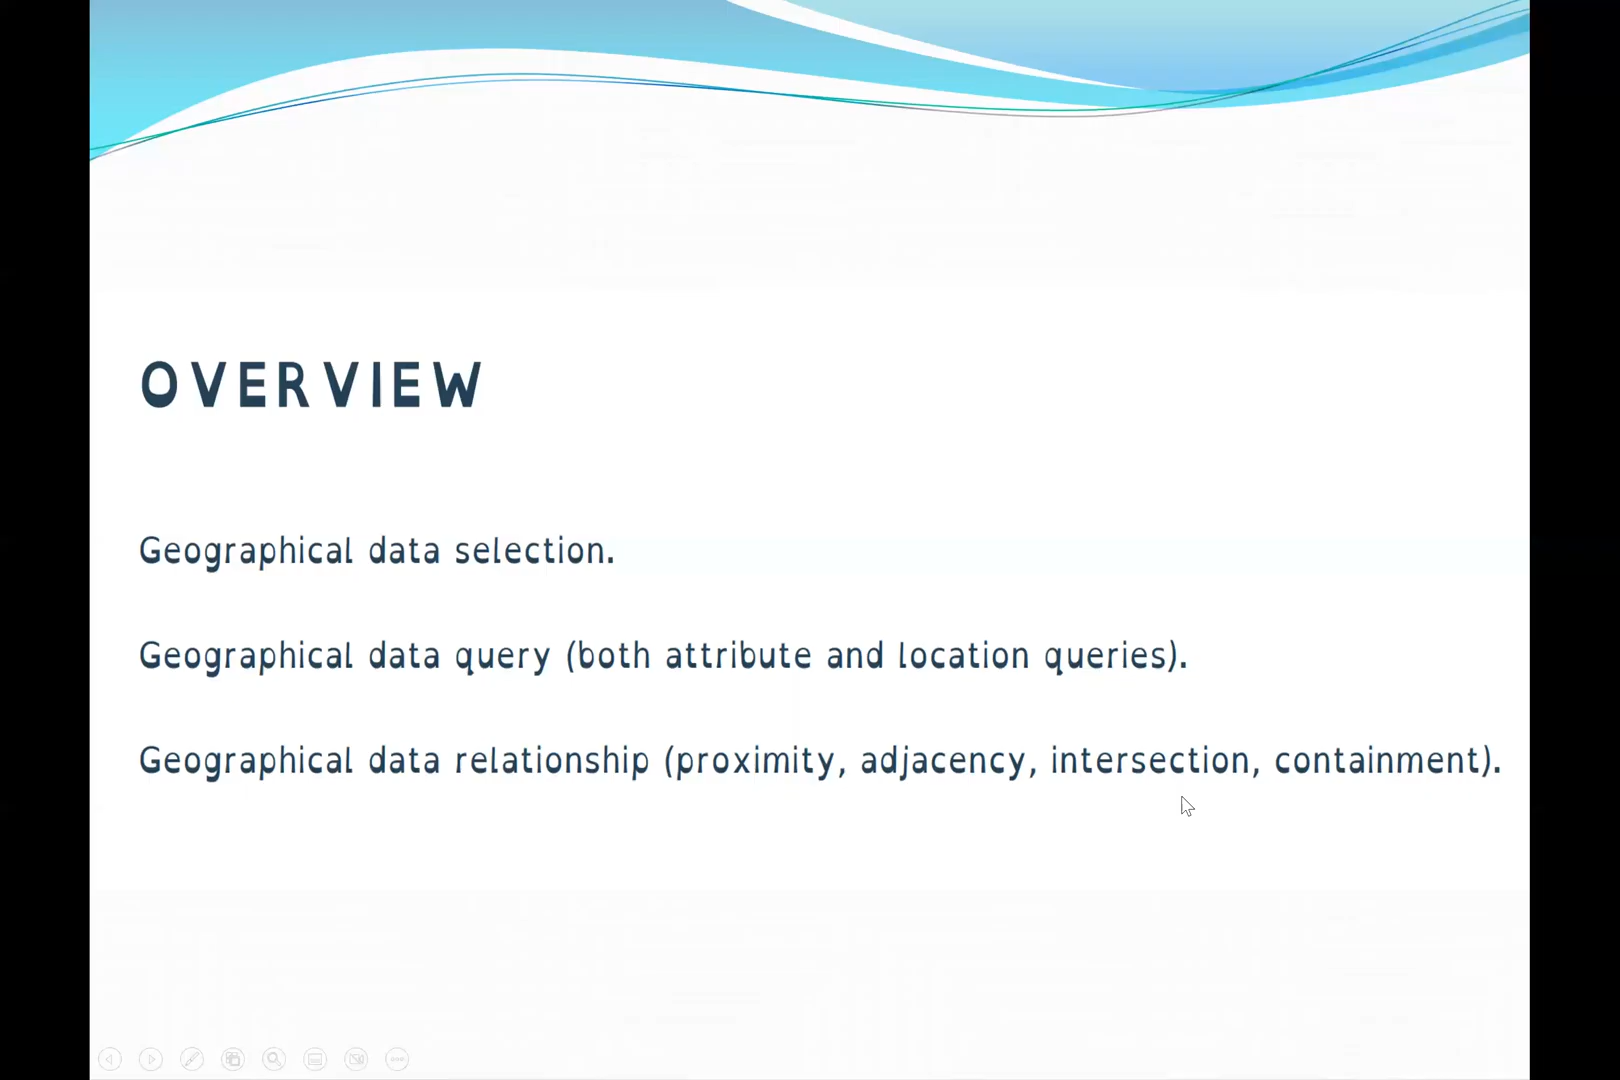 OVERVIEW
Geographical data selection.
Geographical data query (both attribute and location queries).
Geographical data relationship (proximity, adjacency, intersection, containment).